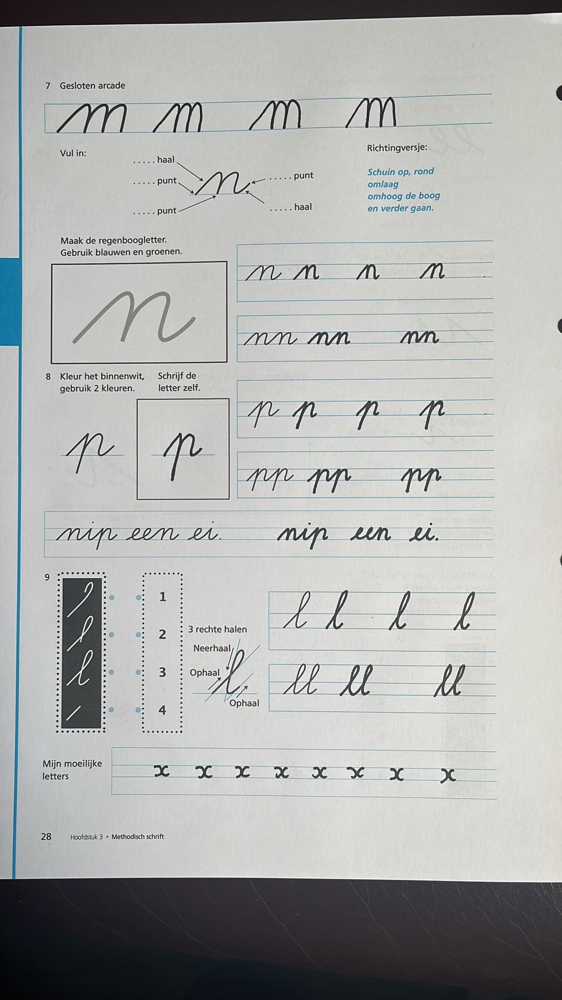 7 Gesloten arcade
m m m m
Vul in:
..... haal
..... punt
..... punt
n
..... punt
..... haal
Richtingversje:
Schuin op, rond
omlaag
omhoog de boog
en verder gaan.
Maak de regenboogletter.
Gebruik blauwen en groenen.
n
n n n n
nn nn nn
8 Kleur het binnenwit,
gebruik 2 kleuren.
Schrijf de
letter zelf.
p p
p p p p
pp pp pp
nip een ei. nip een ei.
9
l
1
2
3
4
3 rechte halen
Neerhaal
Ophaal
l
Ophaal
l l l l
ll ll ll
Mijn moeilijke
letters
x x x x x x x x
28 Hoofdstuk 3 • Methodisch schrift